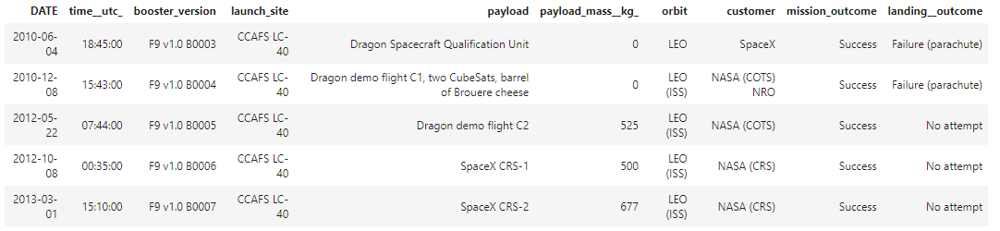 DATE time__utc_ booster_version launch_site payload payload_mass__kg_ orbit customer mission_outcome landing__outcome
2010-06-04 18:45:00 F9 v1.0 B0003 CCAFS LC-40 Dragon Spacecraft Qualification Unit 0 LEO SpaceX Success Failure (parachute)
2010-12-08 15:43:00 F9 v1.0 B0004 CCAFS LC-40 Dragon demo flight C1, two CubeSats, barrel of Brouere cheese 0 LEO (ISS) NASA (COTS) NRO Success Failure (parachute)
2012-05-22 07:44:00 F9 v1.0 B0005 CCAFS LC-40 Dragon demo flight C2 525 LEO (ISS) NASA (COTS) Success No attempt
2012-10-08 00:35:00 F9 v1.0 B0006 CCAFS LC-40 SpaceX CRS-1 500 LEO (ISS) NASA (CRS) Success No attempt
2013-03-01 15:10:00 F9 v1.0 B0007 CCAFS LC-40 SpaceX CRS-2 677 LEO (ISS) NASA (CRS) Success No attempt